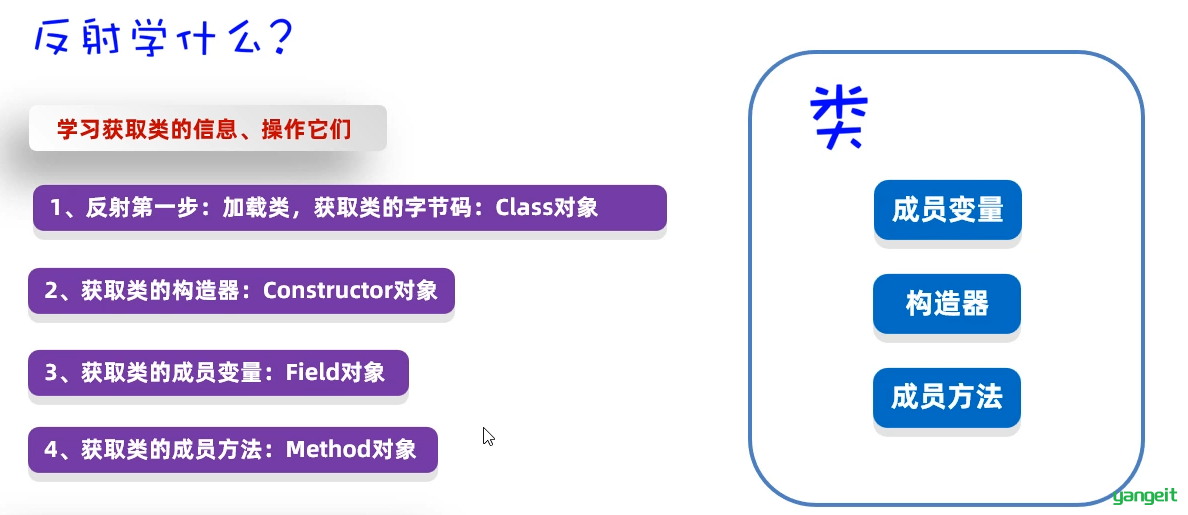 反射学什么？
学习获取类的信息、操作它们
1、反射第一步：加载类，获取类的字节码：Class对象
2、获取类的构造器：Constructor对象
3、获取类的成员变量：Field对象
4、获取类的成员方法：Method对象
类
成员变量
构造器
成员方法
yangeit